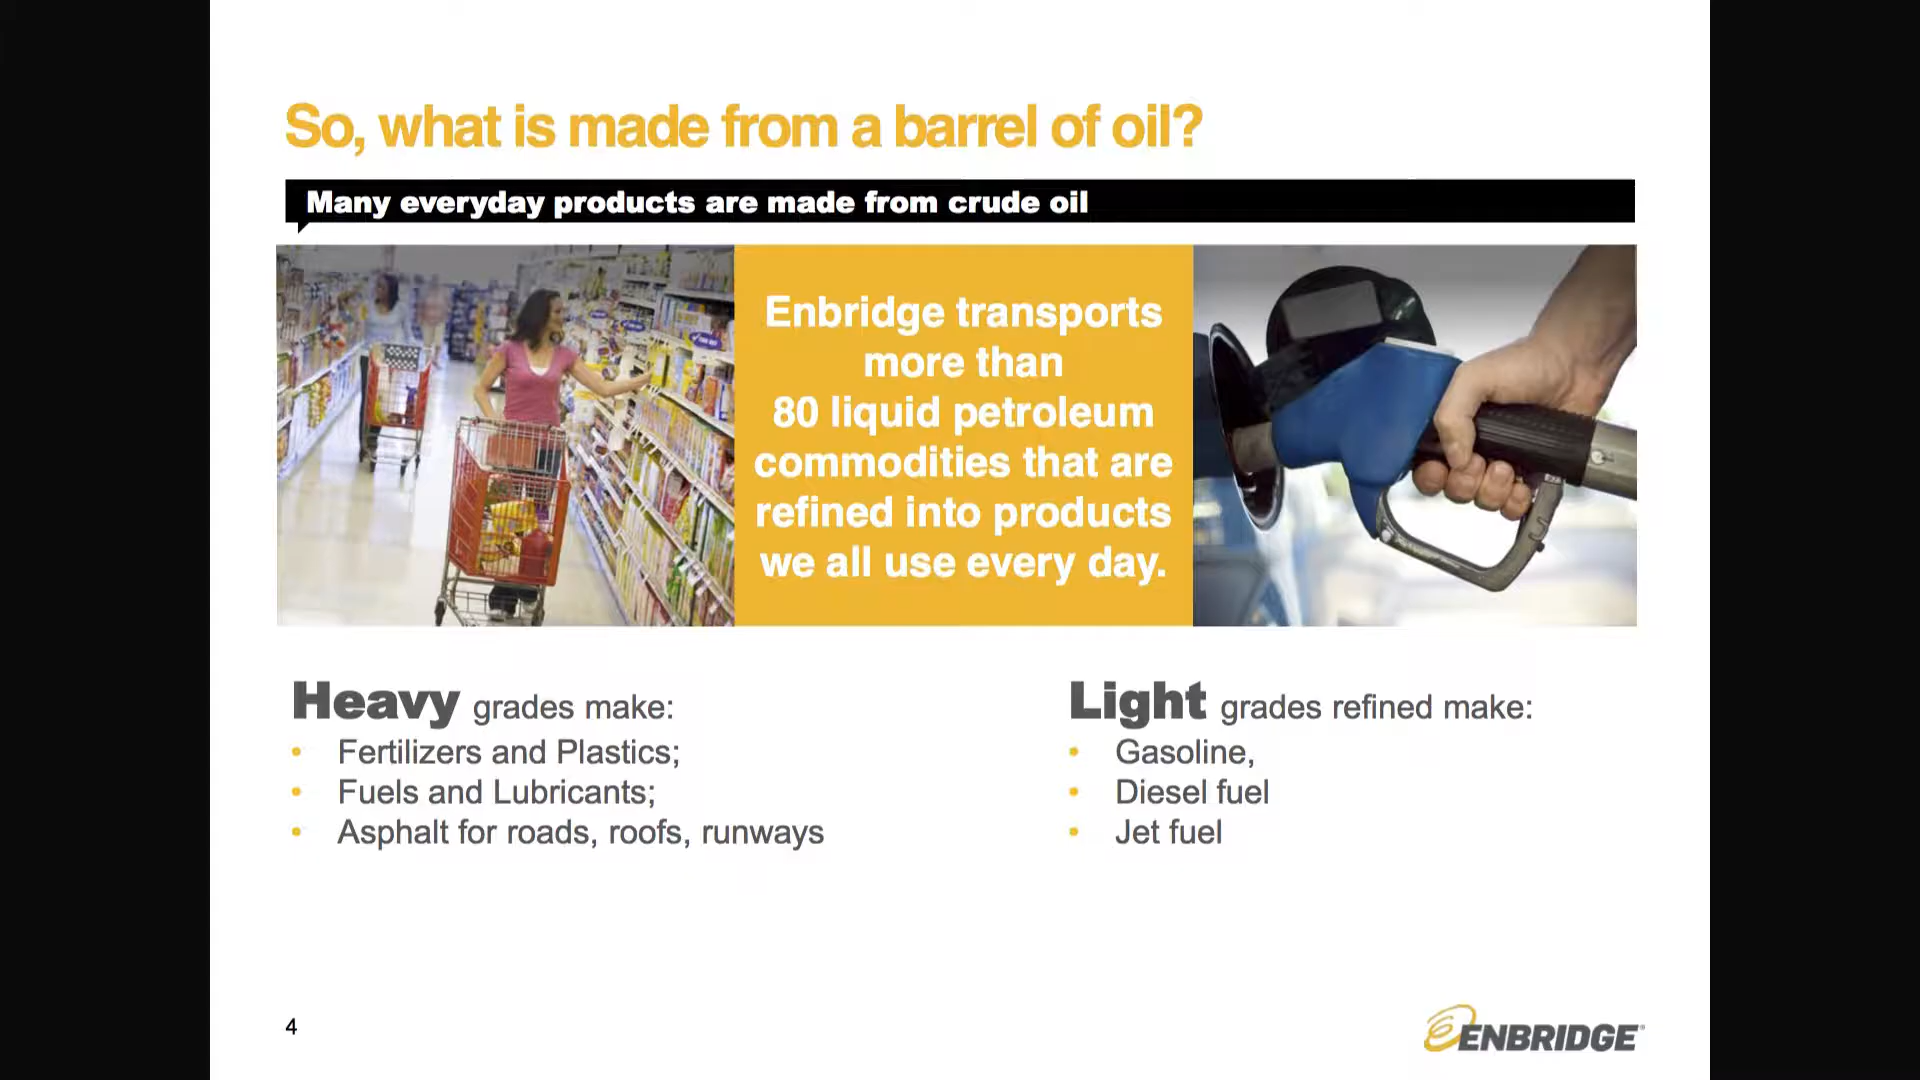 So, what is made from a barrel of oil?
Many everyday products are made from crude oil
Enbridge transports
more than
80 liquid petroleum
commodities that are
refined into products
we all use every day.
Heavy grades make:
• Fertilizers and Plastics;
• Fuels and Lubricants;
• Asphalt for roads, roofs, runways
Light grades refined make:
• Gasoline,
• Diesel fuel
• Jet fuel
4
ENBRIDGE